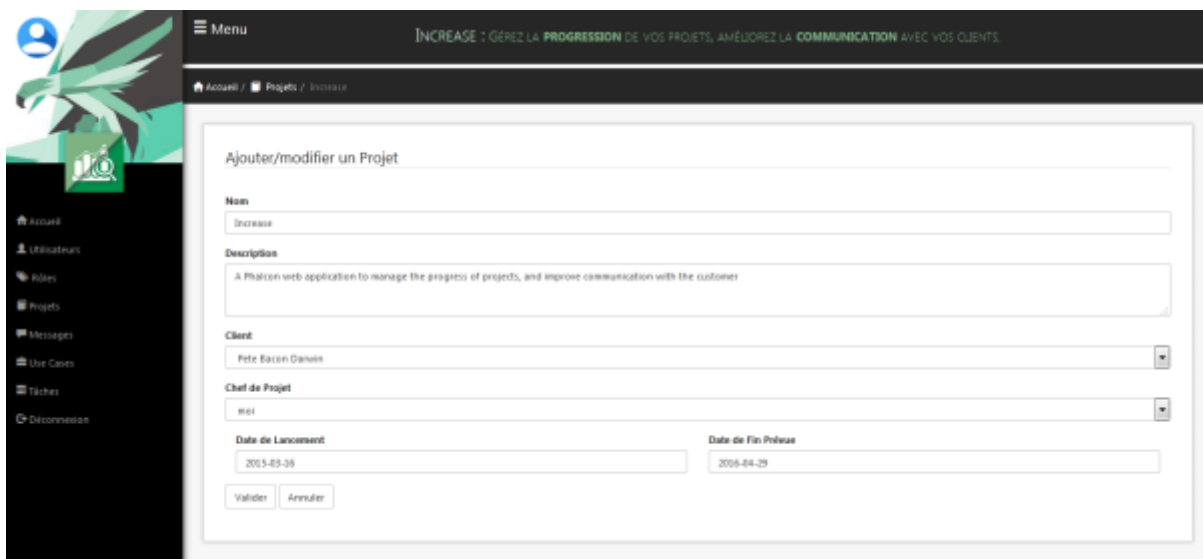 Menu
INCREASE : GÉREZ LA PROGRESSION DE VOS PROJETS, AMÉLIOREZ LA COMMUNICATION AVEC VOS CLIENTS.
Accueil / Projets / Increase
Ajouter/modifier un Projet
Nom
Increase
Description
A Phalcon web application to manage the progress of projects, and improve communication with the customer
Client
Pete Bacon Darwin
Chef de Projet
moi
Date de Lancement
Date de Fin Prévue
2015-03-16
2016-04-29
Valider
Annuler
Accueil
Utilisateurs
Rôles
Projets
Messages
Use Cases
Tâches
Déconnexion